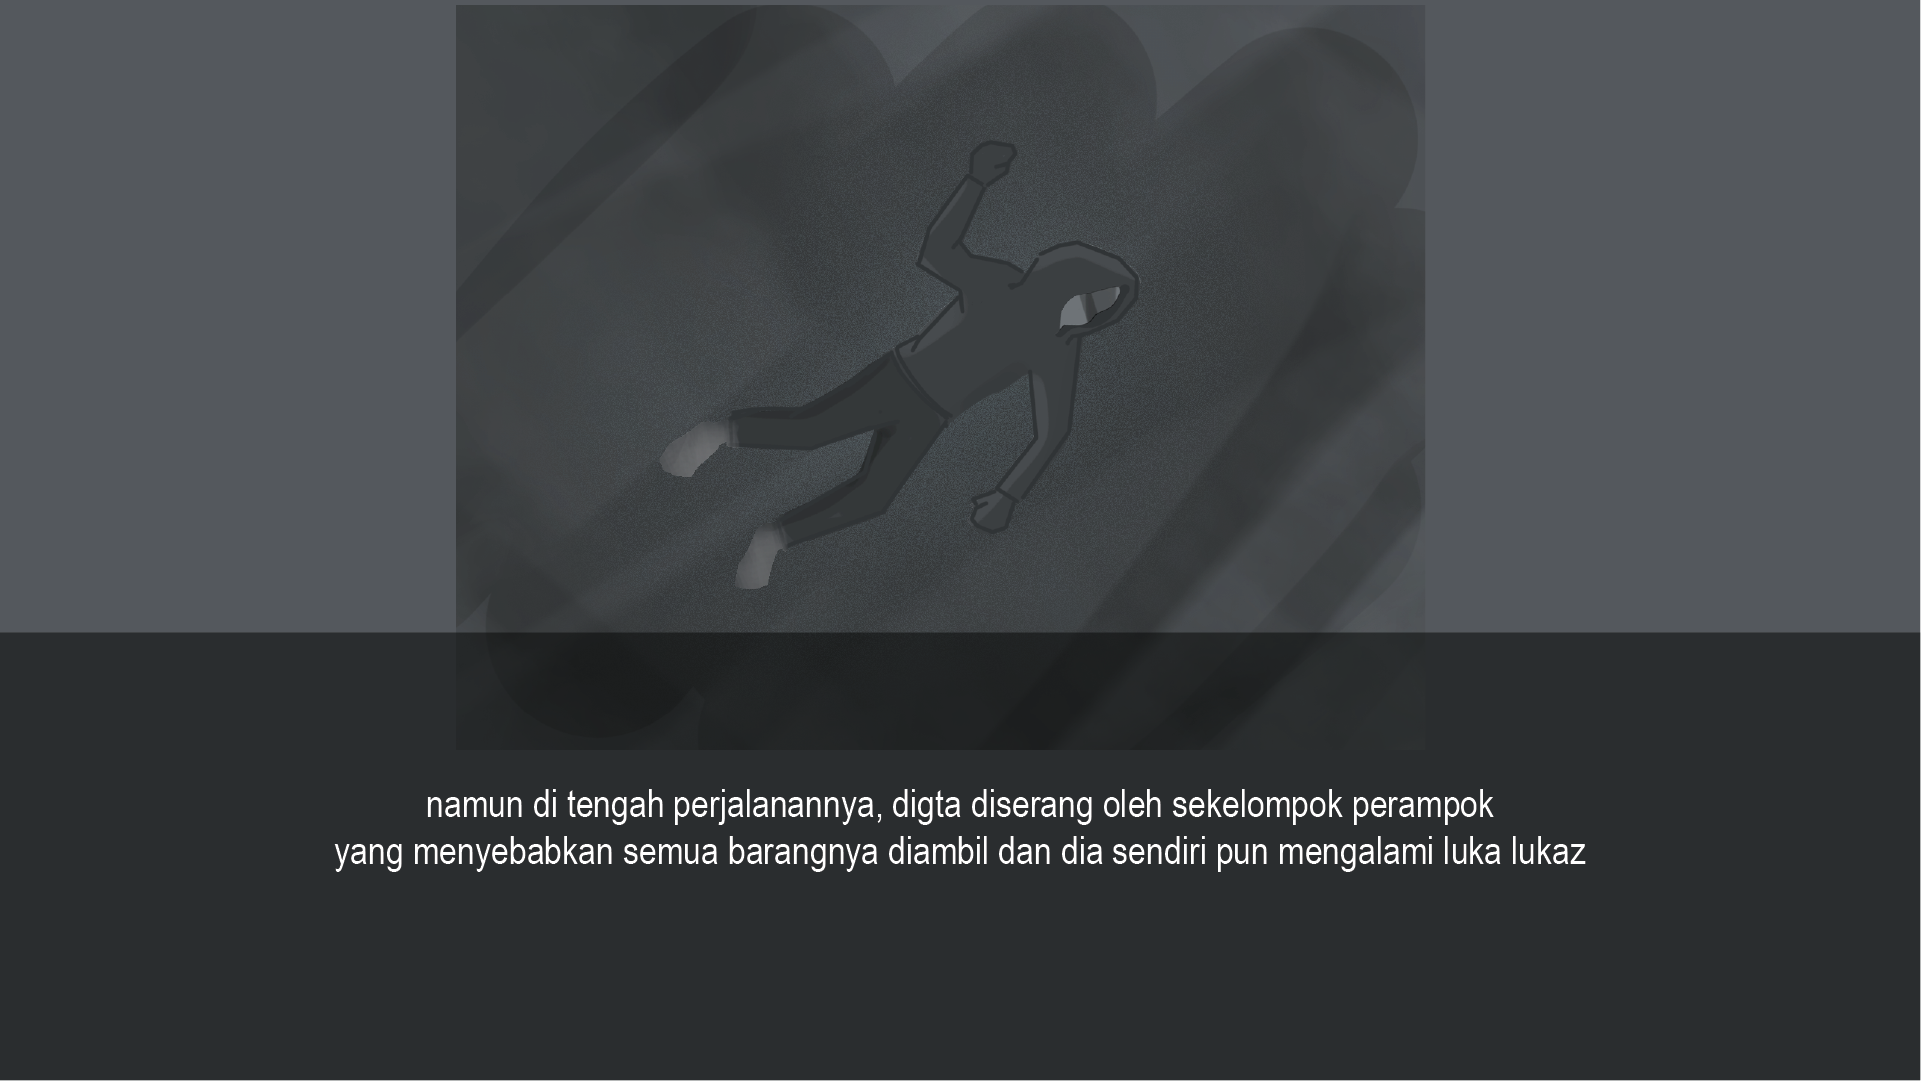 namun di tengah perjalanannya, digta diserang oleh sekelompok perampok
yang menyebabkan semua barangnya diambil dan dia sendiri pun mengalami luka lukaz